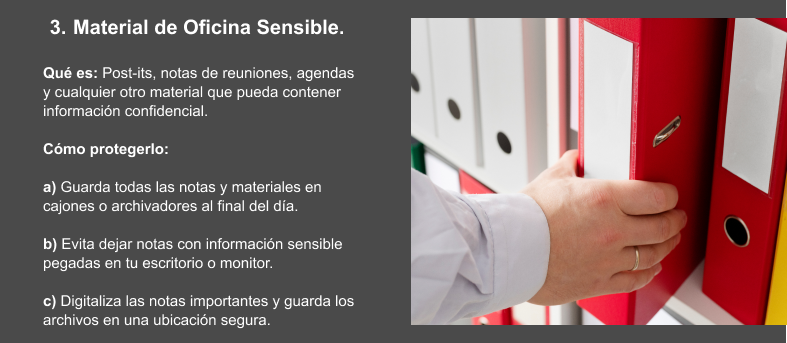 3. Material de Oficina Sensible.
Qué es: Post-its, notas de reuniones, agendas
y cualquier otro material que pueda contener
información confidencial.
Cómo protegerlo:
a) Guarda todas las notas y materiales en
cajones o archivadores al final del día.
b) Evita dejar notas con información sensible
pegadas en tu escritorio o monitor.
c) Digitaliza las notas importantes y guarda los
archivos en una ubicación segura.